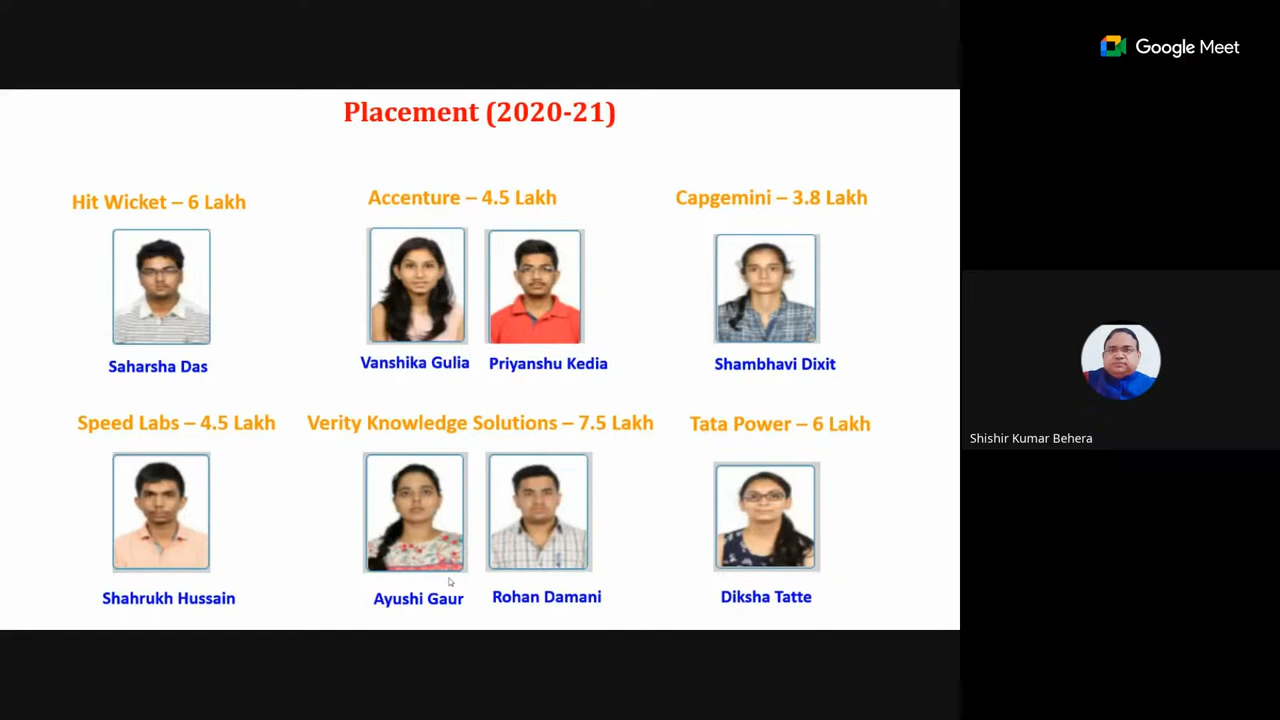 Google Meet
Placement (2020-21)
Hit Wicket – 6 Lakh
Accenture – 4.5 Lakh
Capgemini – 3.8 Lakh
Saharsha Das
Vanshika Gulia
Priyanshu Kedia
Shambhavi Dixit
Speed Labs – 4.5 Lakh
Verity Knowledge Solutions – 7.5 Lakh
Tata Power – 6 Lakh
Shahrukh Hussain
Ayushi Gaur
Rohan Damani
Diksha Tatte
Shishir Kumar Behera